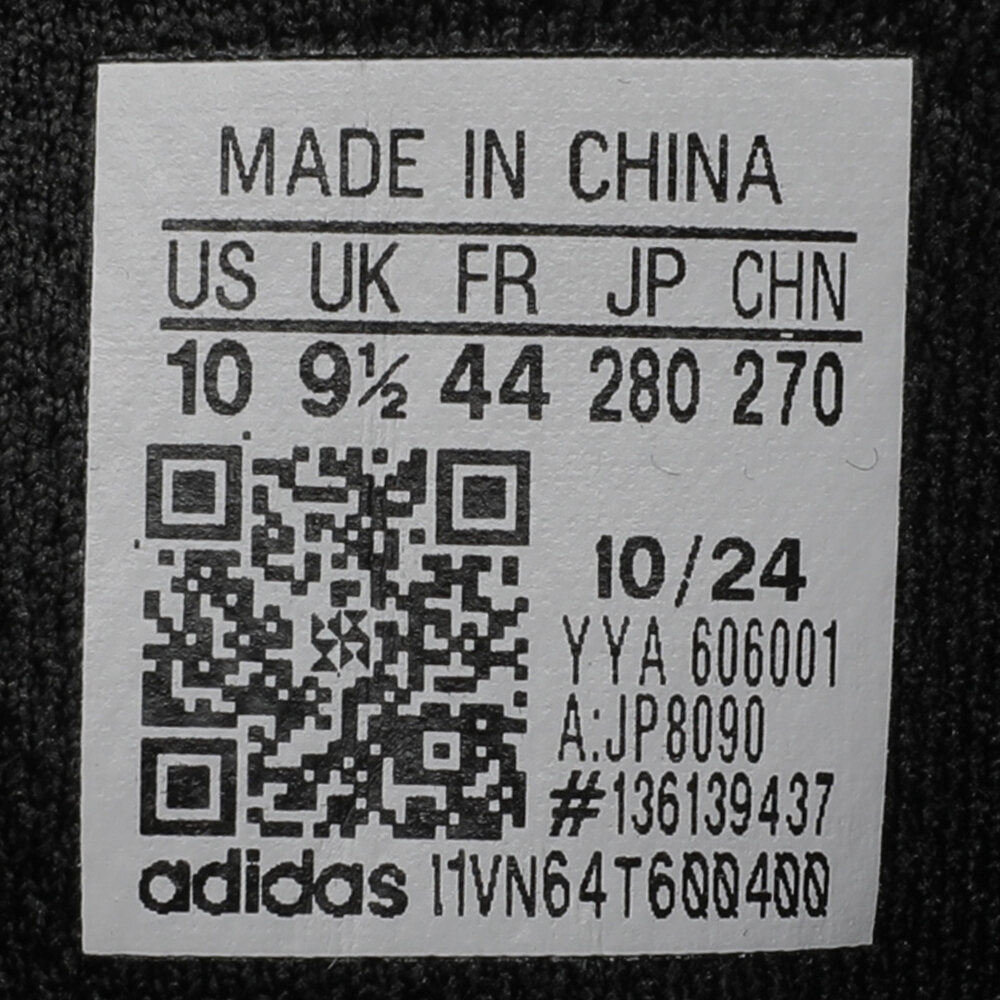 MADE IN CHINA
US UK FR JP CHN
10 9½ 44 280 270
10/24
YYA 606001
A:JP8090
#136139437
adidas 11VN64T600400